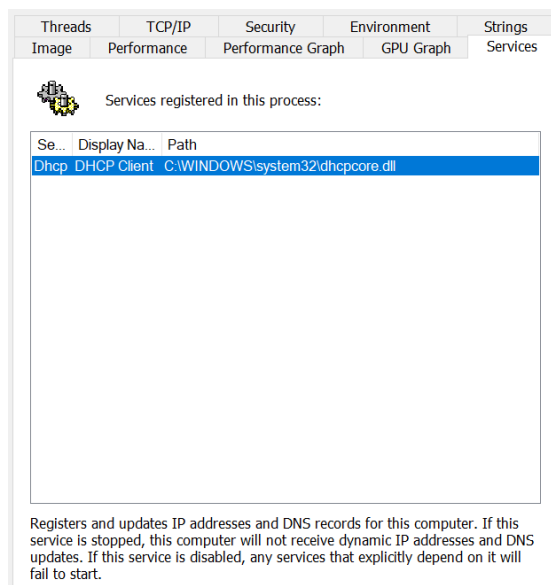 Threads TCP/IP Security Environment Strings
Image Performance Performance Graph GPU Graph Services
Services registered in this process:
Se... Display Na... Path
Dhcp DHCP Client C:\WINDOWS\system32\dhcpcore.dll
Registers and updates IP addresses and DNS records for this computer. If this
service is stopped, this computer will not receive dynamic IP addresses and DNS
updates. If this service is disabled, any services that explicitly depend on it will
fail to start.